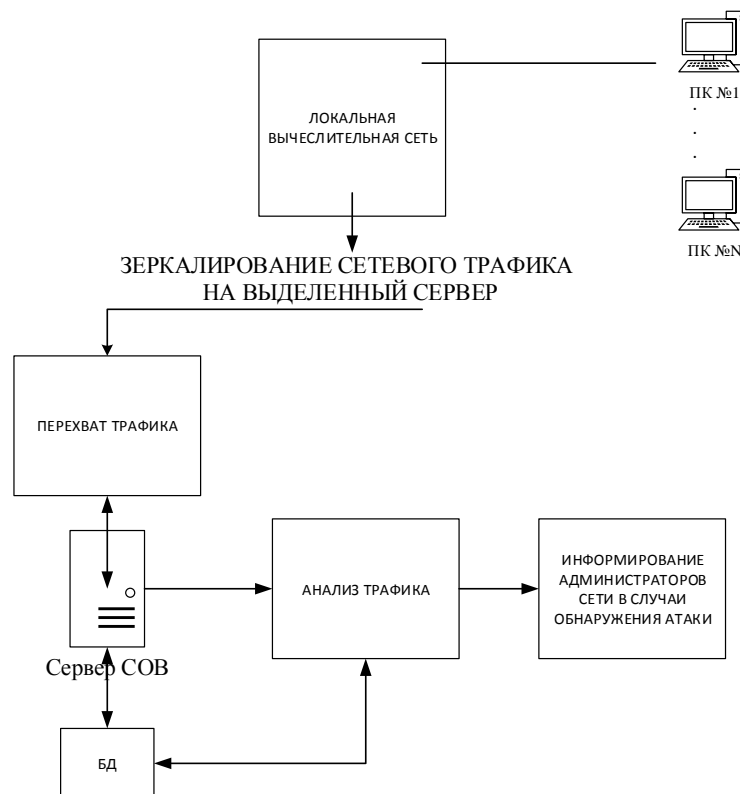 ПК №1
ЛОКАЛЬНАЯ
ВЫЧЕСЛИТЕЛЬНАЯ СЕТЬ
ПК №N
ЗЕРКАЛИРОВАНИЕ СЕТЕВОГО ТРАФИКА
НА ВЫДЕЛЕННЫЙ СЕРВЕР
ПЕРЕХВАТ ТРАФИКА
АНАЛИЗ ТРАФИКА
ИНФОРМИРОВАНИЕ
АДМИНИСТРАТОРОВ
СЕТИ В СЛУЧАИ
ОБНАРУЖЕНИЯ АТАКИ
Сервер СОВ
БД